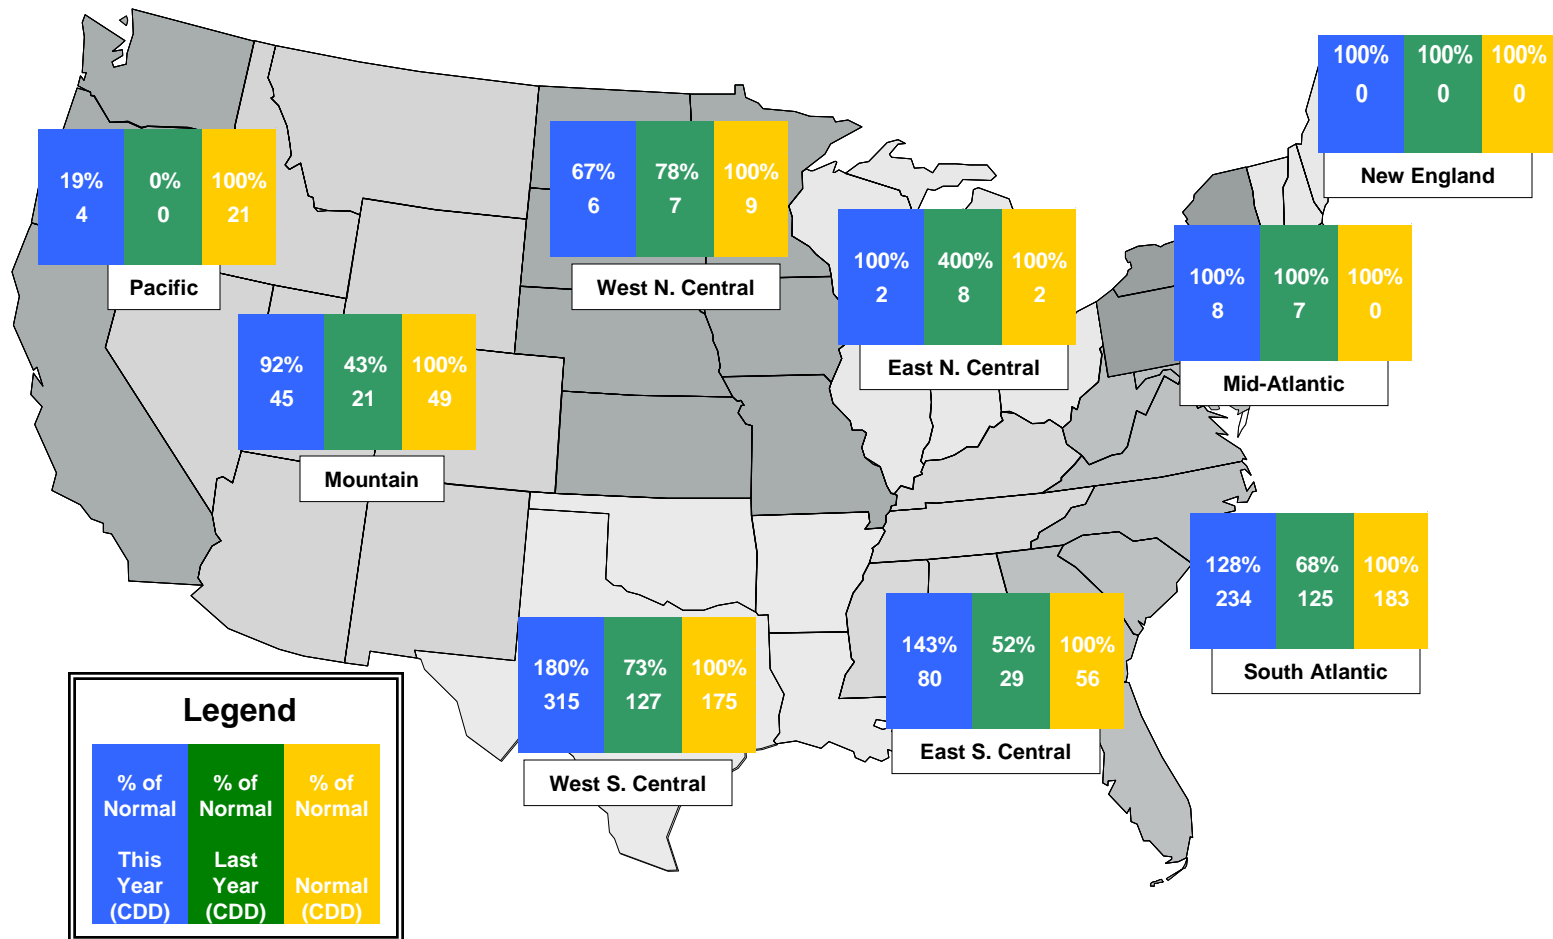 100% 100% 100%
0 0 0
New England
19% 0% 100%
4 0 21
Pacific
67% 78% 100%
6 7 9
West N. Central
100% 400% 100%
2 8 2
East N. Central
100% 100% 100%
8 7 0
Mid-Atlantic
92% 43% 100%
45 21 49
Mountain
128% 68% 100%
234 125 183
South Atlantic
180% 73% 100%
315 127 175
West S. Central
143% 52% 100%
80 29 56
East S. Central
Legend
% of % of % of
Normal Normal Normal
This Last
Year Year Normal
(CDD) (CDD) (CDD)